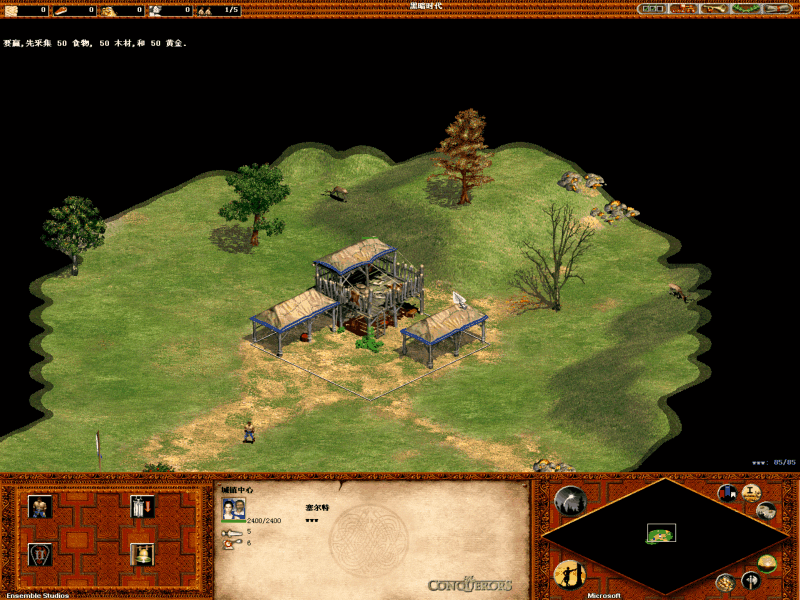 0 0 0 0 1/5
黑暗时代
要赢,先采集 50 食物, 50 木材,和 50 黄金.
▾▾▾: 85/85
城镇中心
塞尔特
2400/2400
▾▾▾
5
6
THE CONQUERORS
Ensemble Studios
Microsoft